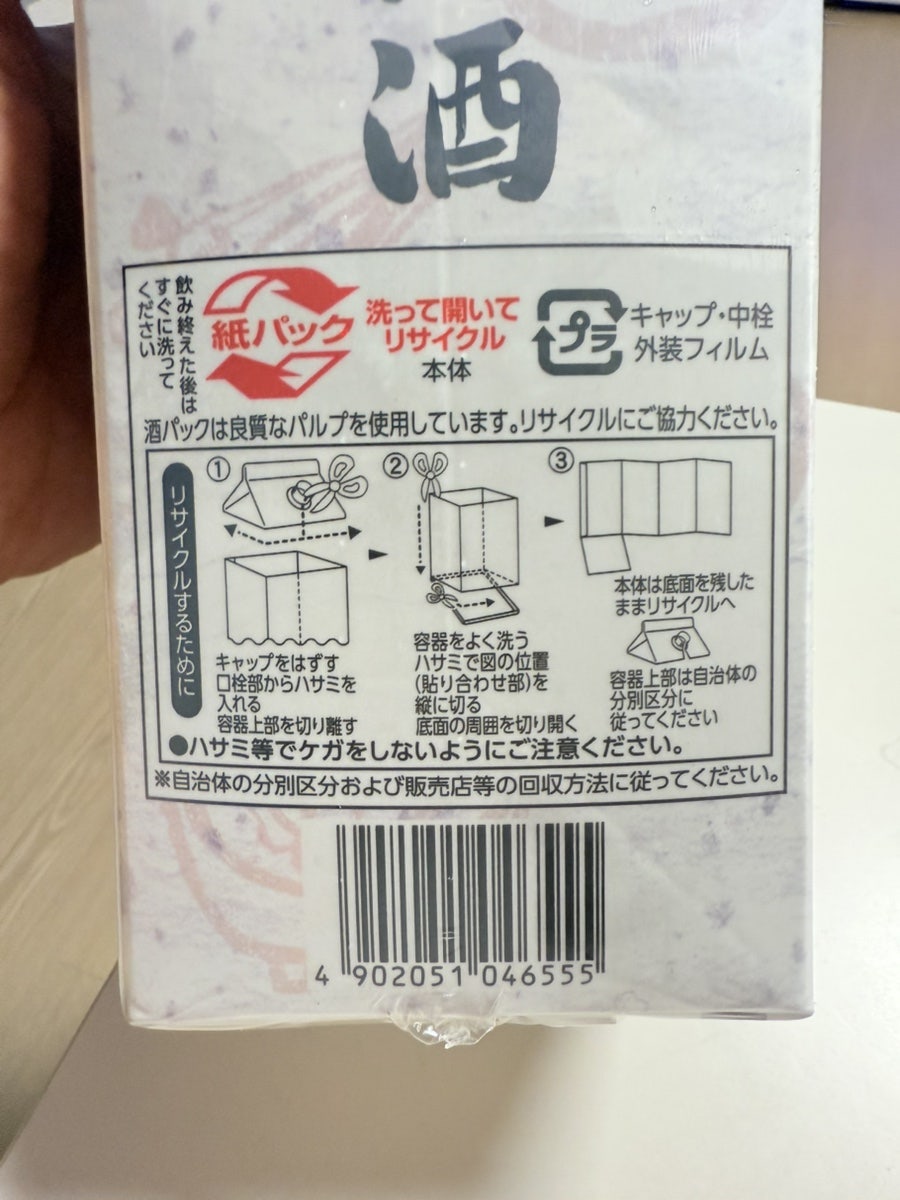 酒
飲み終えた後は
すぐに洗って
ください
紙パック
洗って開いて
リサイクル
本体
プラ
キャップ・中栓
外装フィルム
酒パックは良質なパルプを使用しています。リサイクルにご協力ください。
リサイクルするために
①
キャップをはずす
口栓部からハサミを
入れる
容器上部を切り離す
②
容器をよく洗う
ハサミで図の位置
(貼り合わせ部)を
縦に切る
底面の周囲を切り開く
③
本体は底面を残した
ままリサイクルへ
容器上部は自治体の
分別区分に
従ってください
●ハサミ等でケガをしないようにご注意ください。
※自治体の分別区分および販売店等の回収方法に従ってください。
4 902051 046555